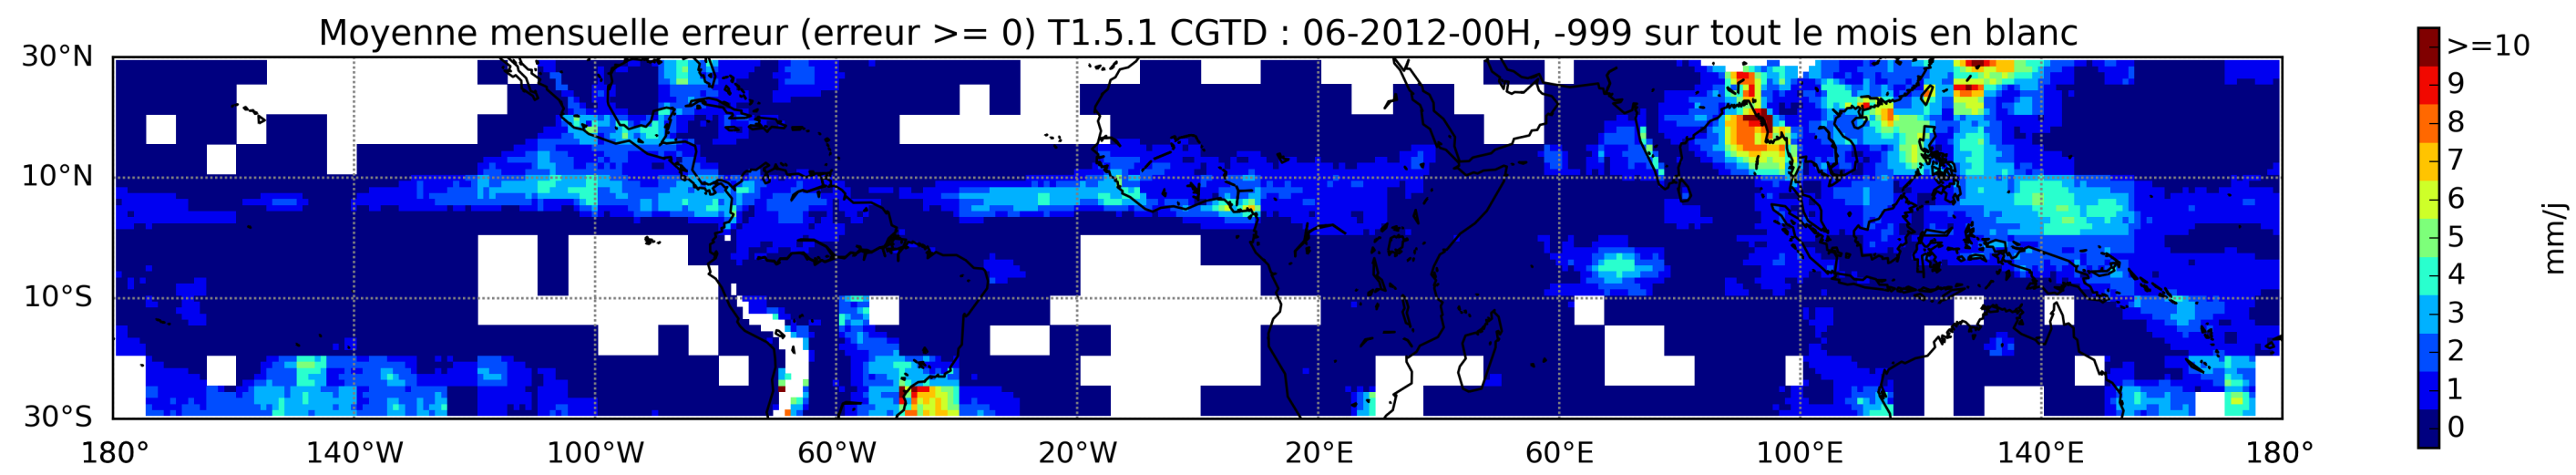 Moyenne mensuelle erreur (erreur >= 0) T1.5.1 CGTD : 06-2012-00H, -999 sur tout le mois en blanc
30°N
10°N
10°S
30°S
180° 140°W 100°W 60°W 20°W 20°E 60°E 100°E 140°E 180°
>=10
9
8
7
6
5
4
3
2
1
0
mm/j